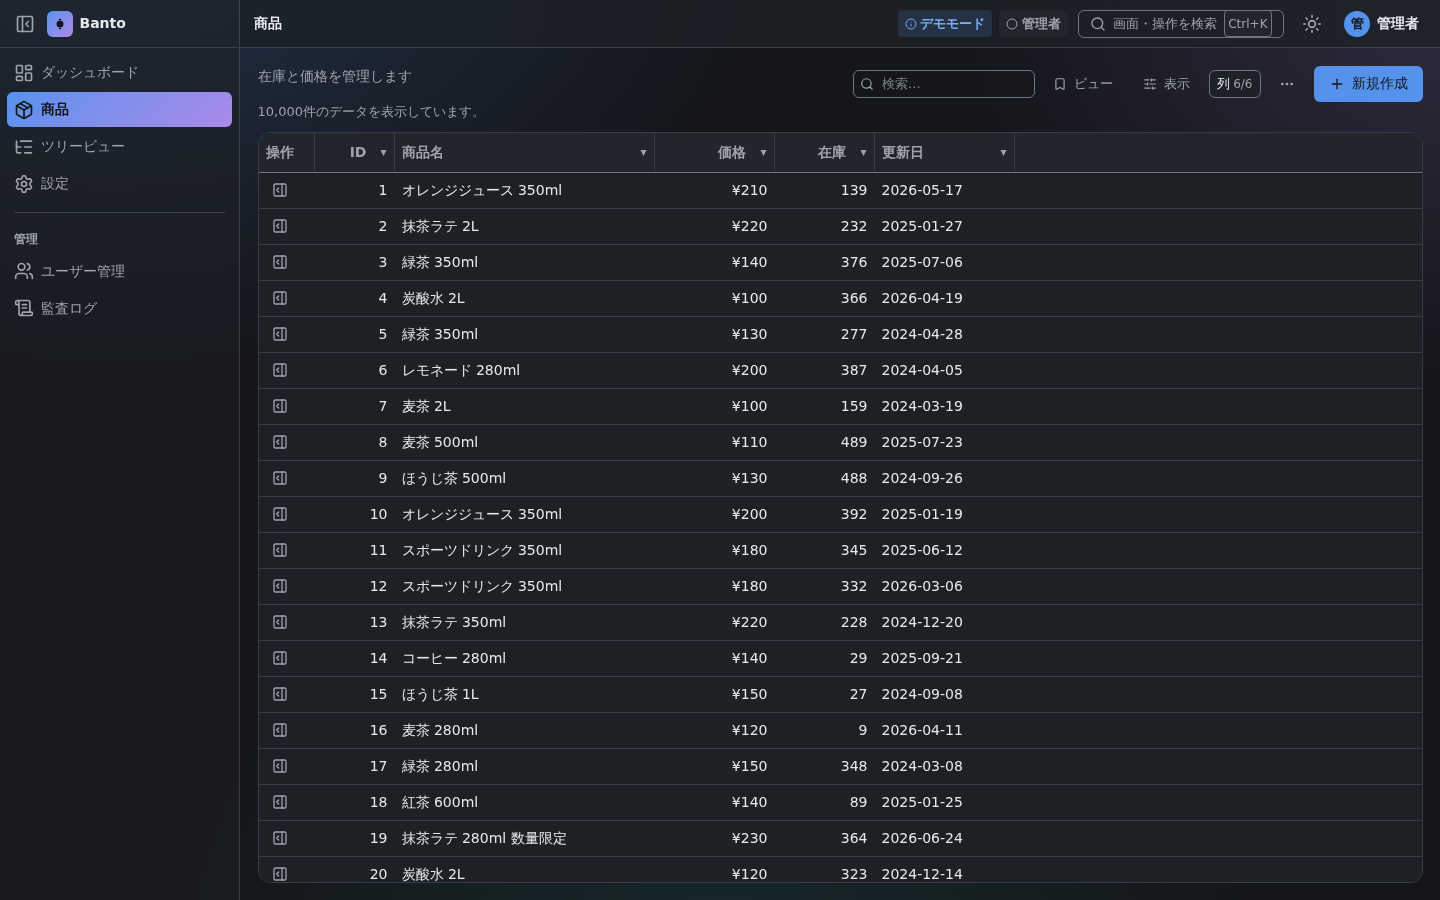 Banto
ダッシュボード
商品
ツリービュー
設定
管理
ユーザー管理
監査ログ
商品
デモモード
管理者
画面・操作を検索 Ctrl+K
管 管理者
在庫と価格を管理します
10,000件のデータを表示しています。
検索...
ビュー
表示
列 6/6
新規作成
操作 ID ▼ 商品名 ▼ 価格 ▼ 在庫 ▼ 更新日 ▼
1 オレンジジュース 350ml ¥210 139 2026-05-17
2 抹茶ラテ 2L ¥220 232 2025-01-27
3 緑茶 350ml ¥140 376 2025-07-06
4 炭酸水 2L ¥100 366 2026-04-19
5 緑茶 350ml ¥130 277 2024-04-28
6 レモネード 280ml ¥200 387 2024-04-05
7 麦茶 2L ¥100 159 2024-03-19
8 麦茶 500ml ¥110 489 2025-07-23
9 ほうじ茶 500ml ¥130 488 2024-09-26
10 オレンジジュース 350ml ¥200 392 2025-01-19
11 スポーツドリンク 350ml ¥180 345 2025-06-12
12 スポーツドリンク 350ml ¥180 332 2026-03-06
13 抹茶ラテ 350ml ¥220 228 2024-12-20
14 コーヒー 280ml ¥140 29 2025-09-21
15 ほうじ茶 1L ¥150 27 2024-09-08
16 麦茶 280ml ¥120 9 2026-04-11
17 緑茶 280ml ¥150 348 2024-03-08
18 紅茶 600ml ¥140 89 2025-01-25
19 抹茶ラテ 280ml 数量限定 ¥230 364 2026-06-24
20 炭酸水 2L ¥120 323 2024-12-14